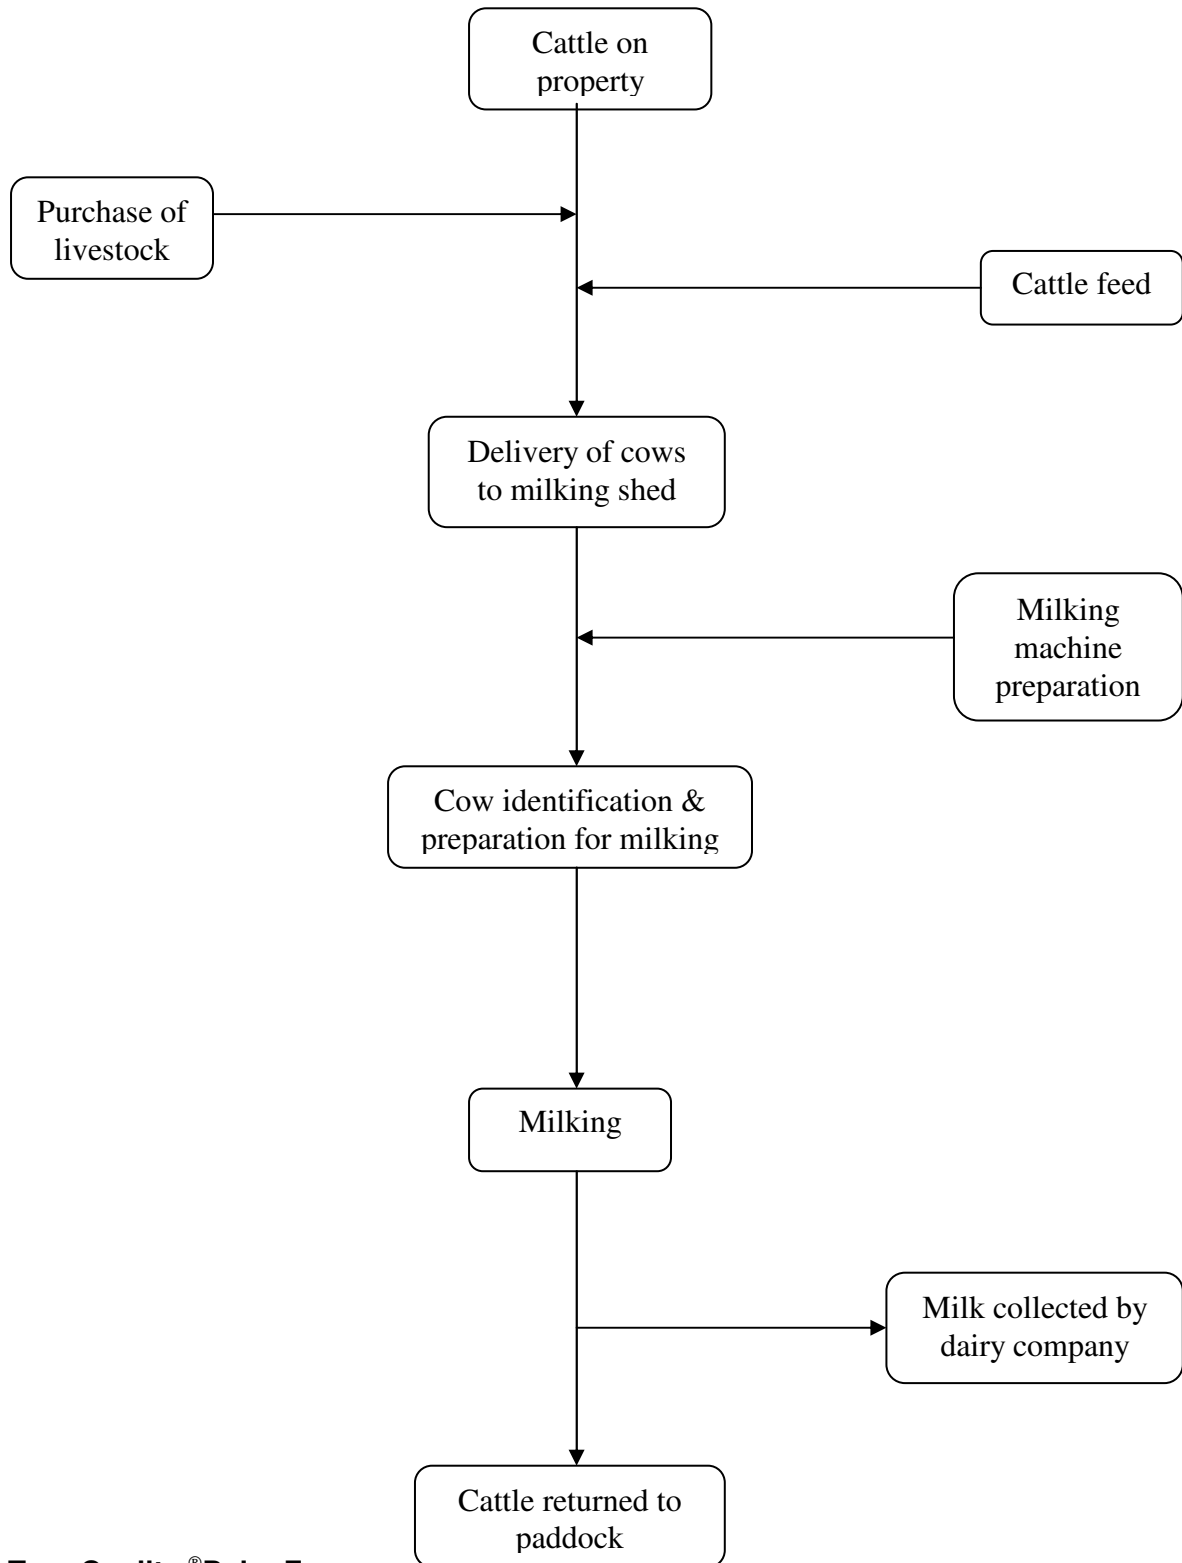 Cattle on
property
Purchase of
livestock
Cattle feed
Delivery of cows
to milking shed
Milking
machine
preparation
Cow identification &
preparation for milking
Milking
Milk collected by
dairy company
Cattle returned to
paddock